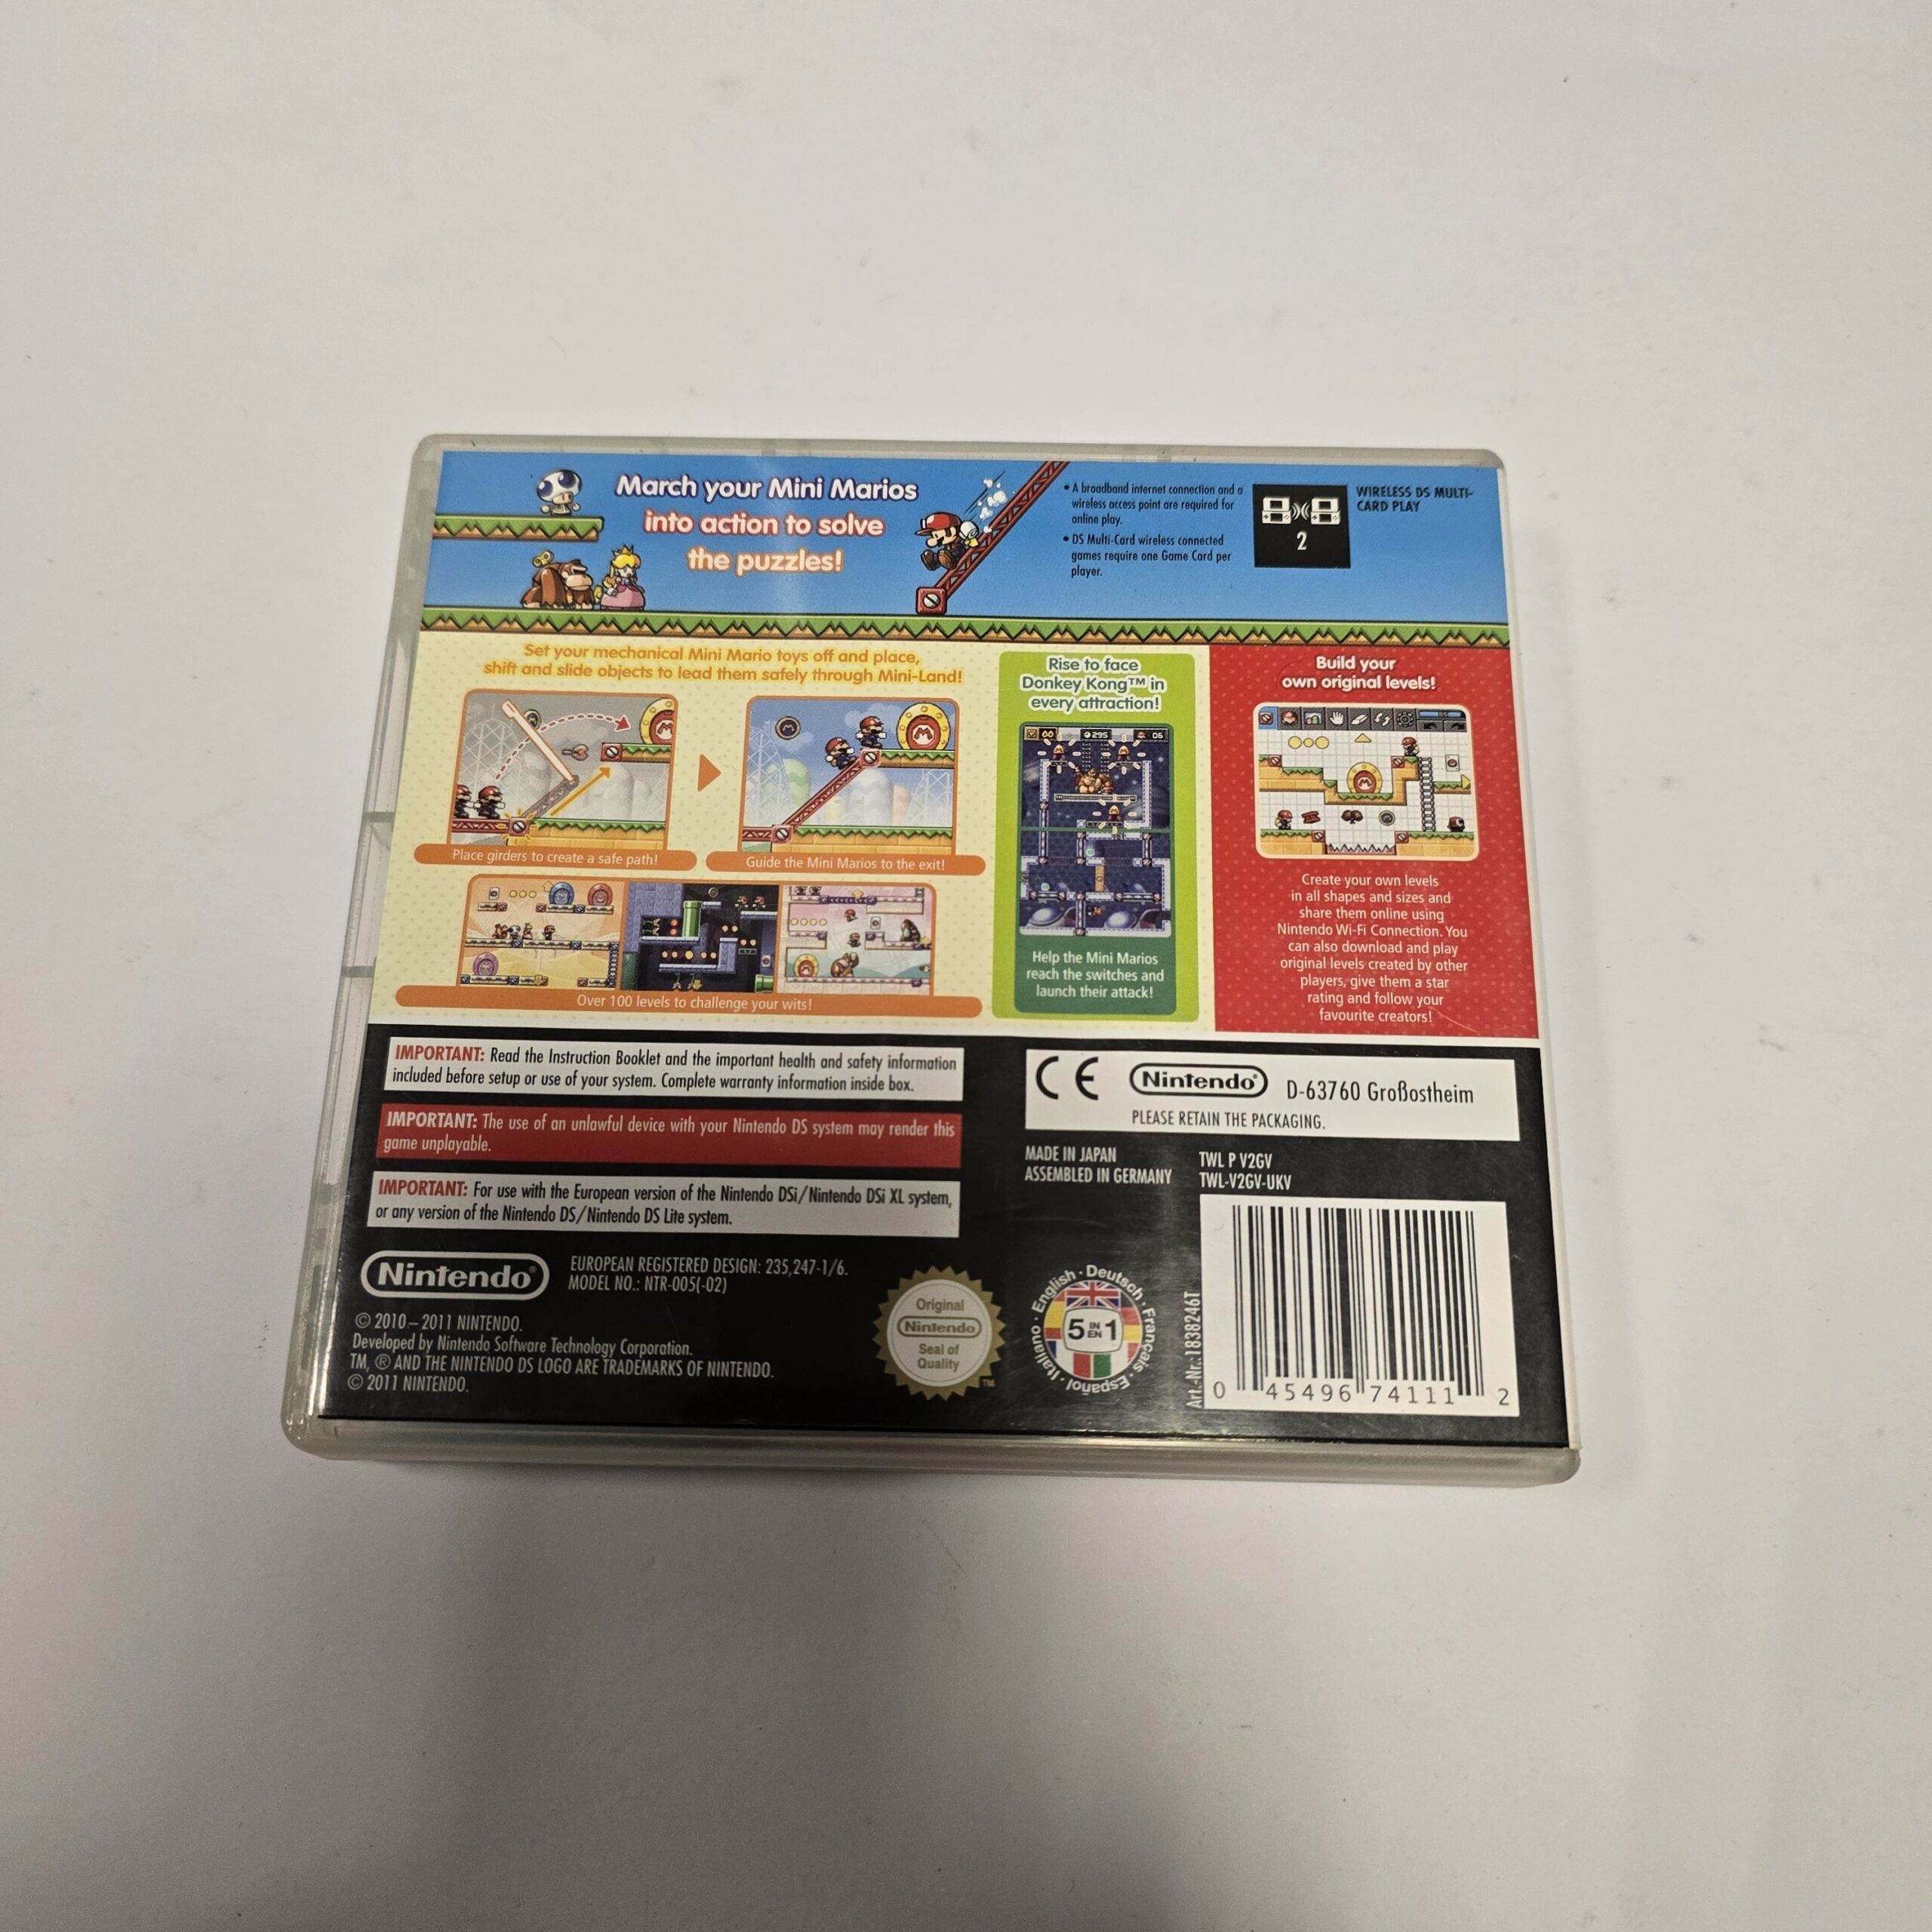 March your Mini Marios
into action to solve
the puzzles!
• A broadband internet connection and a
wireless access point are required for
online play.
• DS Multi-Card wireless connected
games require one Game Card per
player.
2
WIRELESS DS MULTI-
CARD PLAY
Set your mechanical Mini Mario toys off and place,
shift and slide objects to lead them safely through Mini-Land!
Place girders to create a safe path!
Guide the Mini Marios to the exit!
Over 100 levels to challenge your wits!
Rise to face
Donkey Kong™ in
every attraction!
00 295 06
Help the Mini Marios
reach the switches and
launch their attack!
Build your
own original levels!
Create your own levels
in all shapes and sizes and
share them online using
Nintendo Wi-Fi Connection. You
can also download and play
original levels created by other
players, give them a star
rating and follow your
favourite creators!
IMPORTANT: Read the Instruction Booklet and the important health and safety information
included before setup or use of your system. Complete warranty information inside box.
IMPORTANT: The use of an unlawful device with your Nintendo DS system may render this
game unplayable.
IMPORTANT: For use with the European version of the Nintendo DSi/Nintendo DSi XL system,
or any version of the Nintendo DS/Nintendo DS Lite system.
CE Nintendo® D-63760 Großostheim
PLEASE RETAIN THE PACKAGING.
MADE IN JAPAN
ASSEMBLED IN GERMANY
TWL P V2GV
TWL-V2GV-UKV
Nintendo®
EUROPEAN REGISTERED DESIGN: 235,247-1/6.
MODEL NO.: NTR-005(-02)
© 2010 – 2011 NINTENDO.
Developed by Nintendo Software Technology Corporation.
TM, ® AND THE NINTENDO DS LOGO ARE TRADEMARKS OF NINTENDO.
© 2011 NINTENDO.
Original
Nintendo
Seal of
Quality
TM
English · Deutsch · Français · Español · Italiano ·
5 IN EN 1
Art.-Nr.:1838246T
0 45496 74111 2